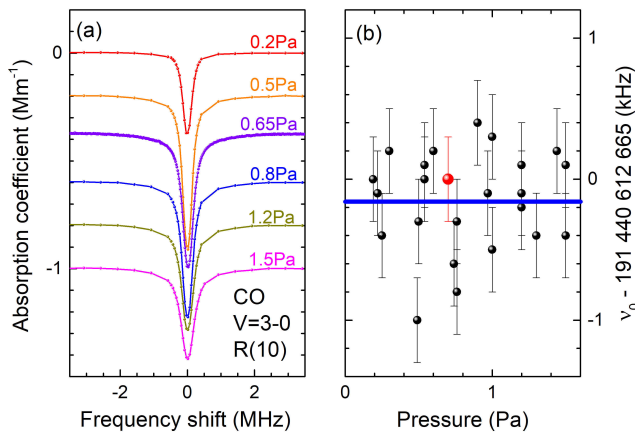 (a)
0.2Pa
0.5Pa
0.65Pa
0.8Pa
1.2Pa
1.5Pa
CO
V=3-0
R(10)
0
-1
Absorption coefficient (Mm⁻¹)
-2
0
2
Frequency shift (MHz)
(b)
1
0
-1
ν₀ - 191 440 612 665 (kHz)
0
1
Pressure (Pa)